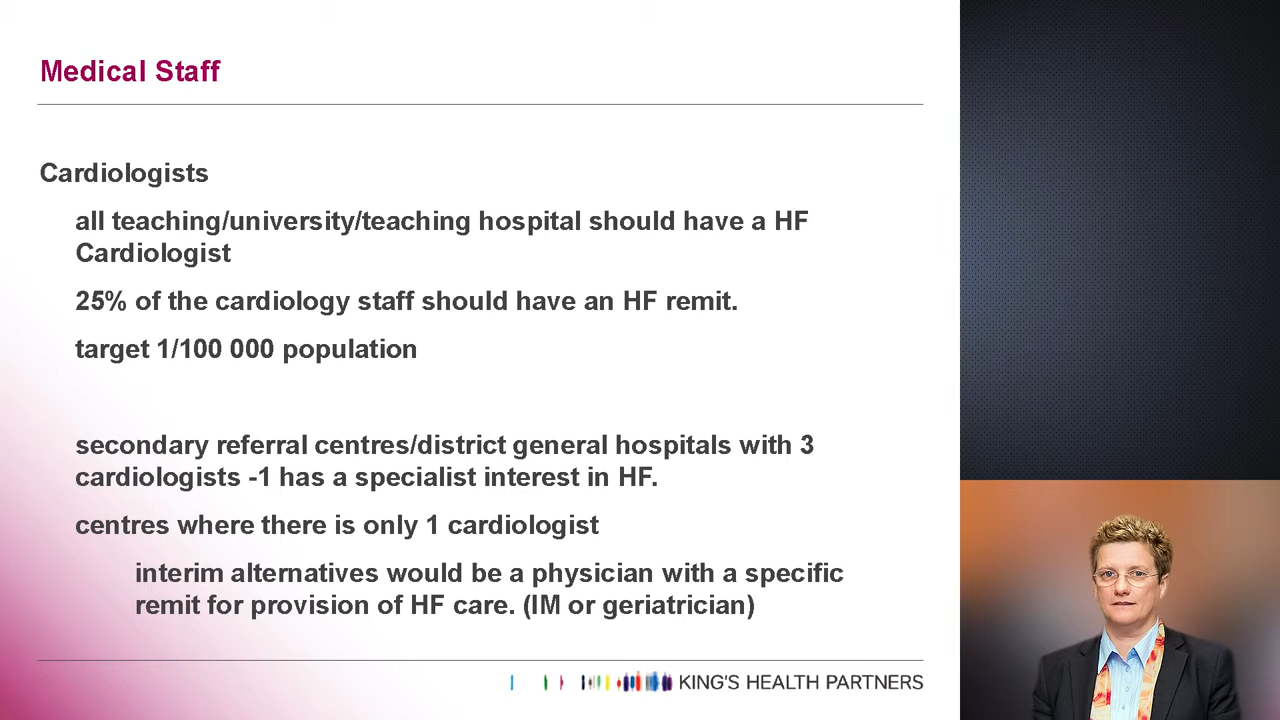 Medical Staff
Cardiologists
all teaching/university/teaching hospital should have a HF
Cardiologist
25% of the cardiology staff should have an HF remit.
target 1/100 000 population
secondary referral centres/district general hospitals with 3
cardiologists -1 has a specialist interest in HF.
centres where there is only 1 cardiologist
interim alternatives would be a physician with a specific
remit for provision of HF care. (IM or geriatrician)
KING'S HEALTH PARTNERS